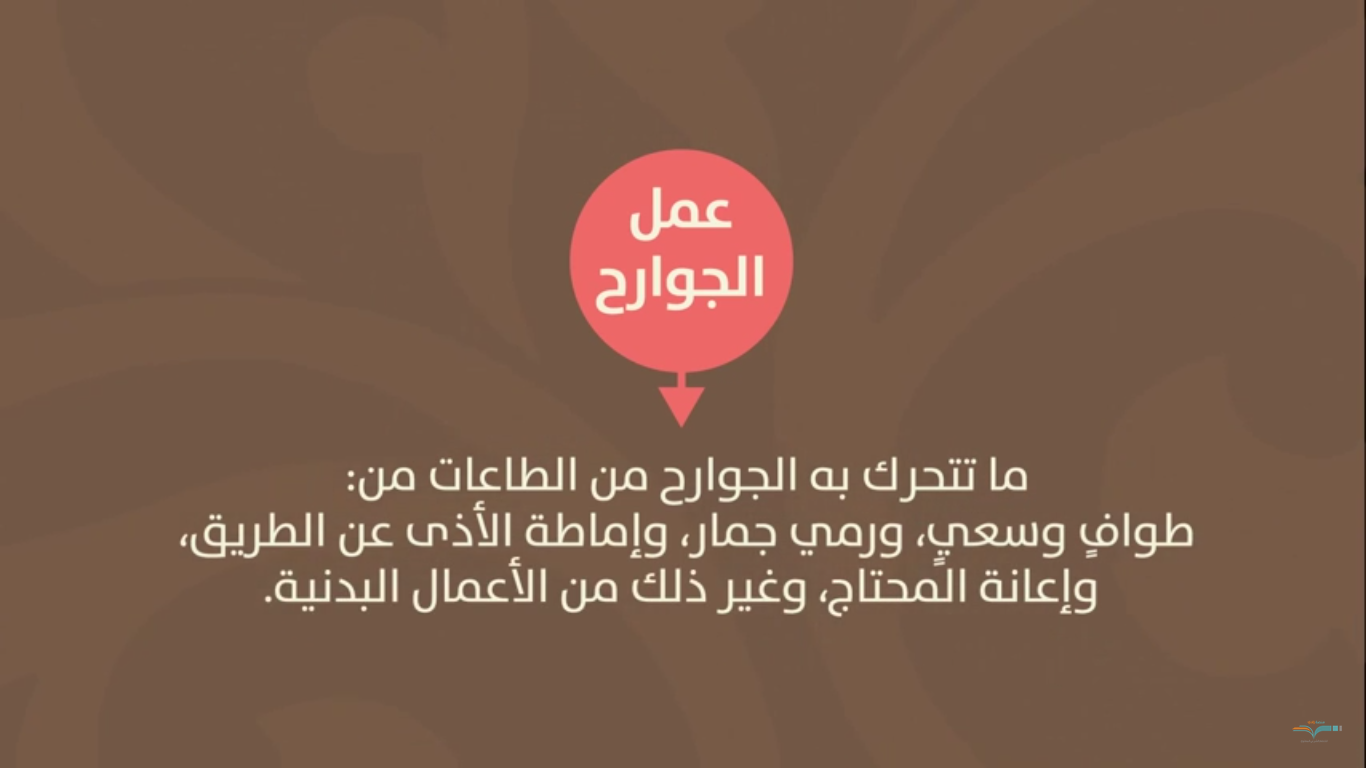 عمل
الجوارح
ما تتحرك به الجوارح من الطاعات من:
طوافٍ وسعيٍ، ورمي جمار، وإماطة الأذى عن الطريق،
وإعانة المحتاج، وغير ذلك من الأعمال البدنية.